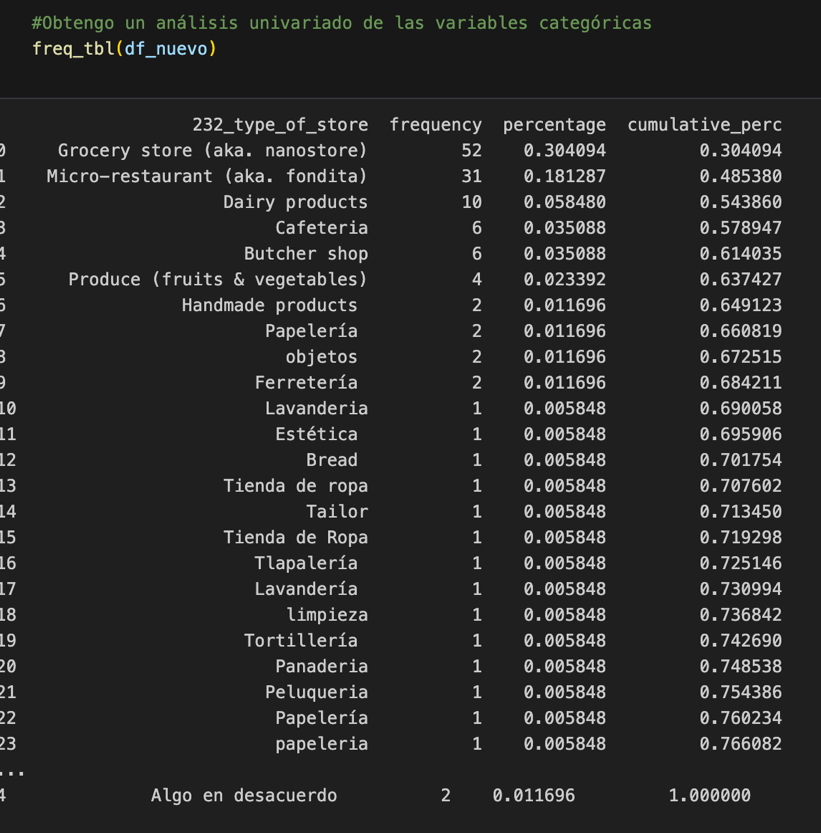 #Obtengo un análisis univariado de las variables categóricas
freq_tbl(df_nuevo)
232_type_of_store frequency percentage cumulative_perc
0 Grocery store (aka. nanostore) 52 0.304094 0.304094
1 Micro-restaurant (aka. fondita) 31 0.181287 0.485380
2 Dairy products 10 0.058480 0.543860
3 Cafeteria 6 0.035088 0.578947
4 Butcher shop 6 0.035088 0.614035
5 Produce (fruits & vegetables) 4 0.023392 0.637427
6 Handmade products 2 0.011696 0.649123
7 Papelería 2 0.011696 0.660819
8 objetos 2 0.011696 0.672515
9 Ferretería 2 0.011696 0.684211
10 Lavanderia 1 0.005848 0.690058
11 Estética 1 0.005848 0.695906
12 Bread 1 0.005848 0.701754
13 Tienda de ropa 1 0.005848 0.707602
14 Tailor 1 0.005848 0.713450
15 Tienda de Ropa 1 0.005848 0.719298
16 Tlapalería 1 0.005848 0.725146
17 Lavandería 1 0.005848 0.730994
18 limpieza 1 0.005848 0.736842
19 Tortillería 1 0.005848 0.742690
20 Panaderia 1 0.005848 0.748538
21 Peluqueria 1 0.005848 0.754386
22 Papelería 1 0.005848 0.760234
23 papeleria 1 0.005848 0.766082
...
4 Algo en desacuerdo 2 0.011696 1.000000